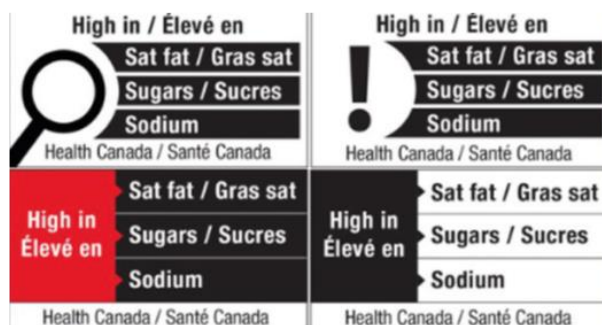 High in / Élevé en
Sat fat / Gras sat
Sugars / Sucres
Sodium
Health Canada / Santé Canada
High in / Élevé en
Sat fat / Gras sat
Sugars / Sucres
Sodium
Health Canada / Santé Canada
High in
Élevé en
Sat fat / Gras sat
Sugars / Sucres
Sodium
Health Canada / Santé Canada
High in
Élevé en
Sat fat / Gras sat
Sugars / Sucres
Sodium
Health Canada / Santé Canada